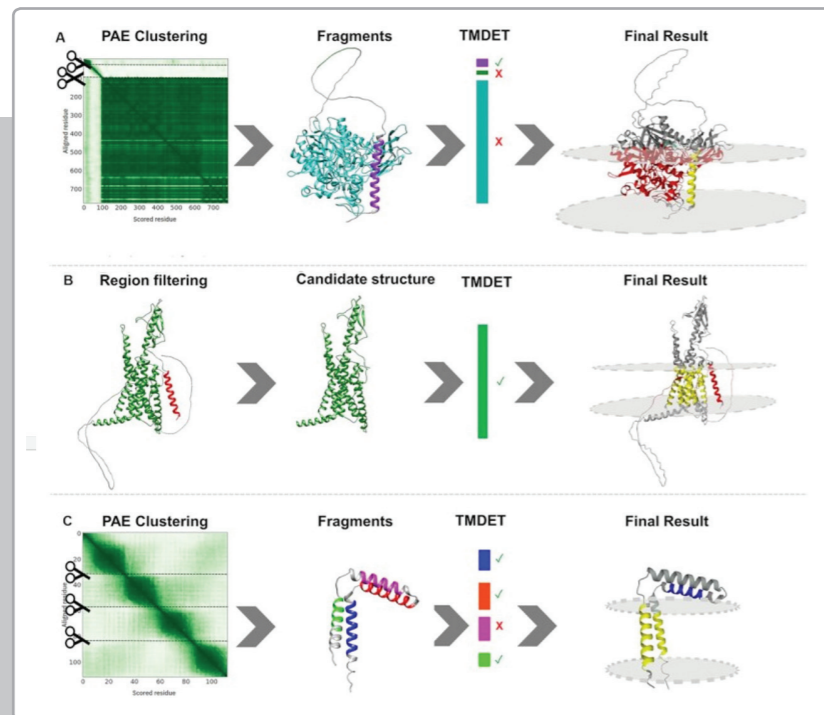 A PAE Clustering Fragments TMDET Final Result
✓
X
X
0
100
200
300
400
500
600
700
Aligned residue
0 100 200 300 400 500 600 700
Scored residue
B Region filtering Candidate structure TMDET Final Result
✓
C PAE Clustering Fragments TMDET Final Result
0
20
40
60
80
100
Aligned residue
✓
✓
X
✓
0 20 40 60 80 100
Scored residue